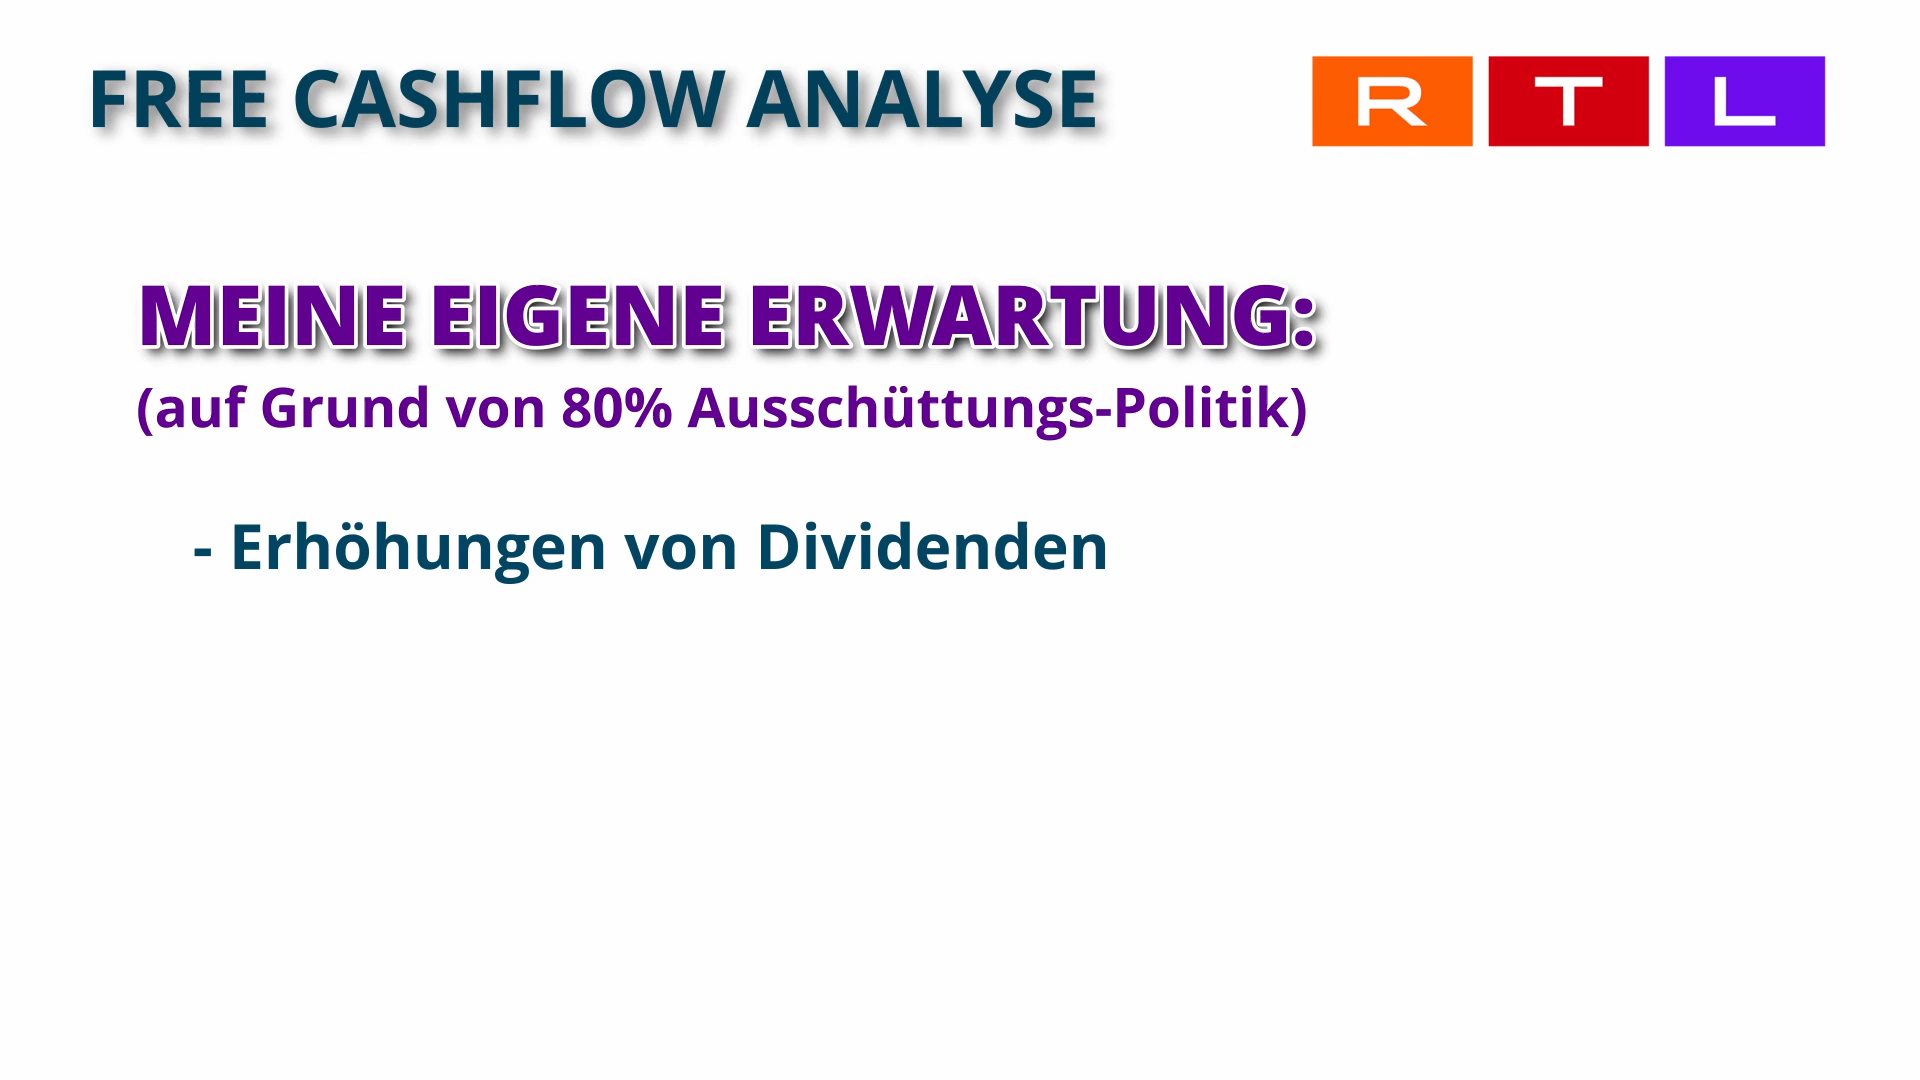 FREE CASHFLOW ANALYSE
RTL
MEINE EIGENE ERWARTUNG:
(auf Grund von 80% Ausschüttungs-Politik)
- Erhöhungen von Dividenden